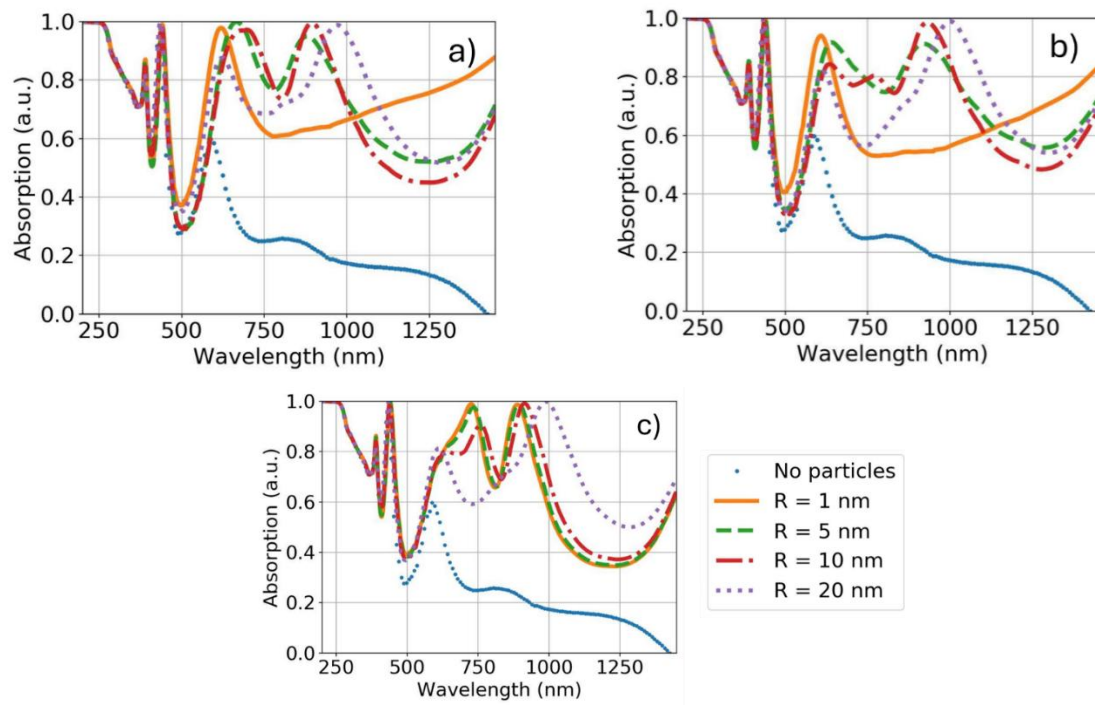 a)
1.0
0.8
0.6
0.4
0.2
0.0
Absorption (a.u.)
250 500 750 1000 1250
Wavelength (nm)
b)
1.0
0.8
0.6
0.4
0.2
0.0
Absorption (a.u.)
250 500 750 1000 1250
Wavelength (nm)
c)
1.0
0.8
0.6
0.4
0.2
0.0
Absorption (a.u.)
250 500 750 1000 1250
Wavelength (nm)
No particles
R = 1 nm
R = 5 nm
R = 10 nm
R = 20 nm